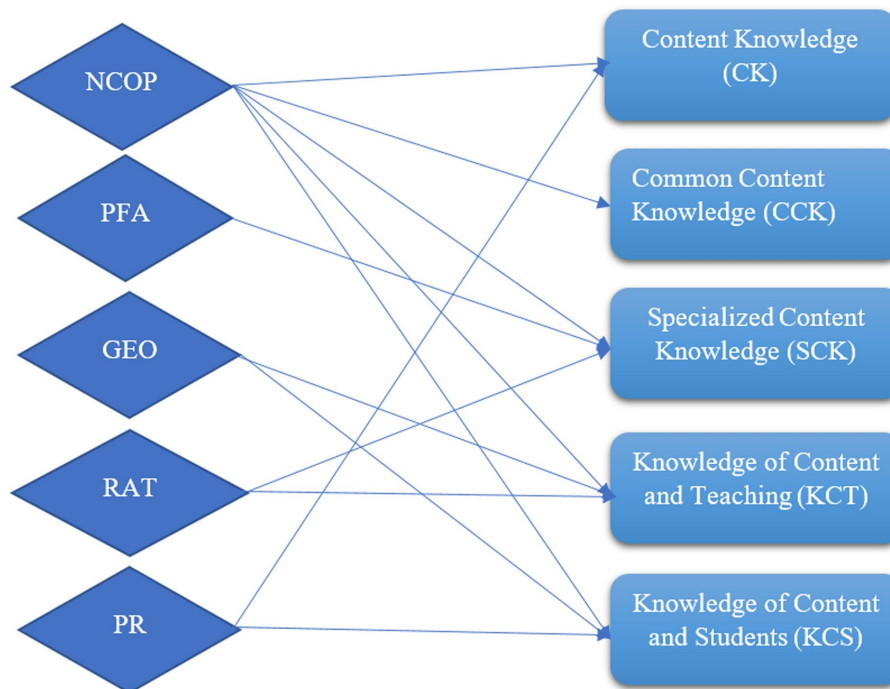 NCOP
PFA
GEO
RAT
PR
Content Knowledge
(CK)
Common Content
Knowledge (CCK)
Specialized Content
Knowledge (SCK)
Knowledge of Content
and Teaching (KCT)
Knowledge of Content
and Students (KCS)